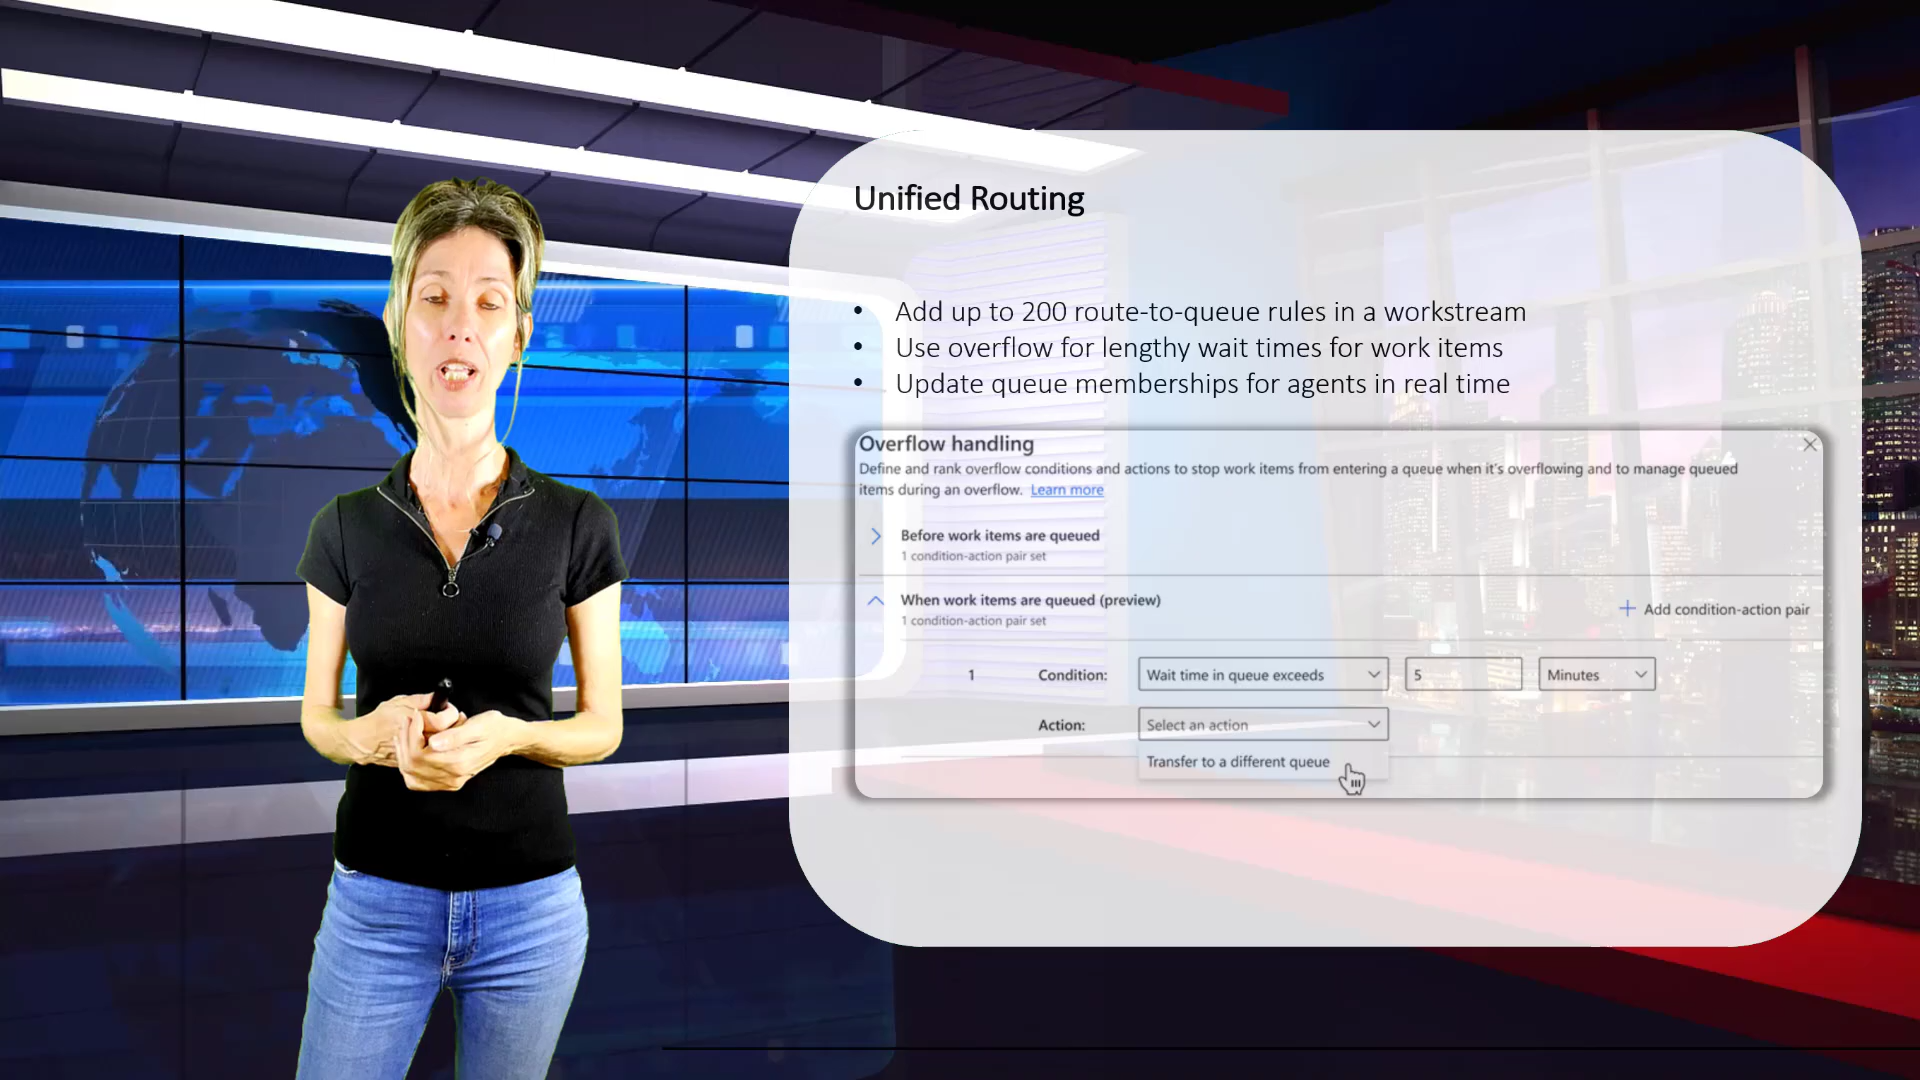 Unified Routing
• Add up to 200 route-to-queue rules in a workstream
• Use overflow for lengthy wait times for work items
• Update queue memberships for agents in real time
Overflow handling
Define and rank overflow conditions and actions to stop work items from entering a queue when it's overflowing and to manage queued
items during an overflow. Learn more
Before work items are queued
1 condition-action pair set
When work items are queued (preview)
1 condition-action pair set
Add condition-action pair
1 Condition: Wait time in queue exceeds 5 Minutes
Action: Select an action
Transfer to a different queue